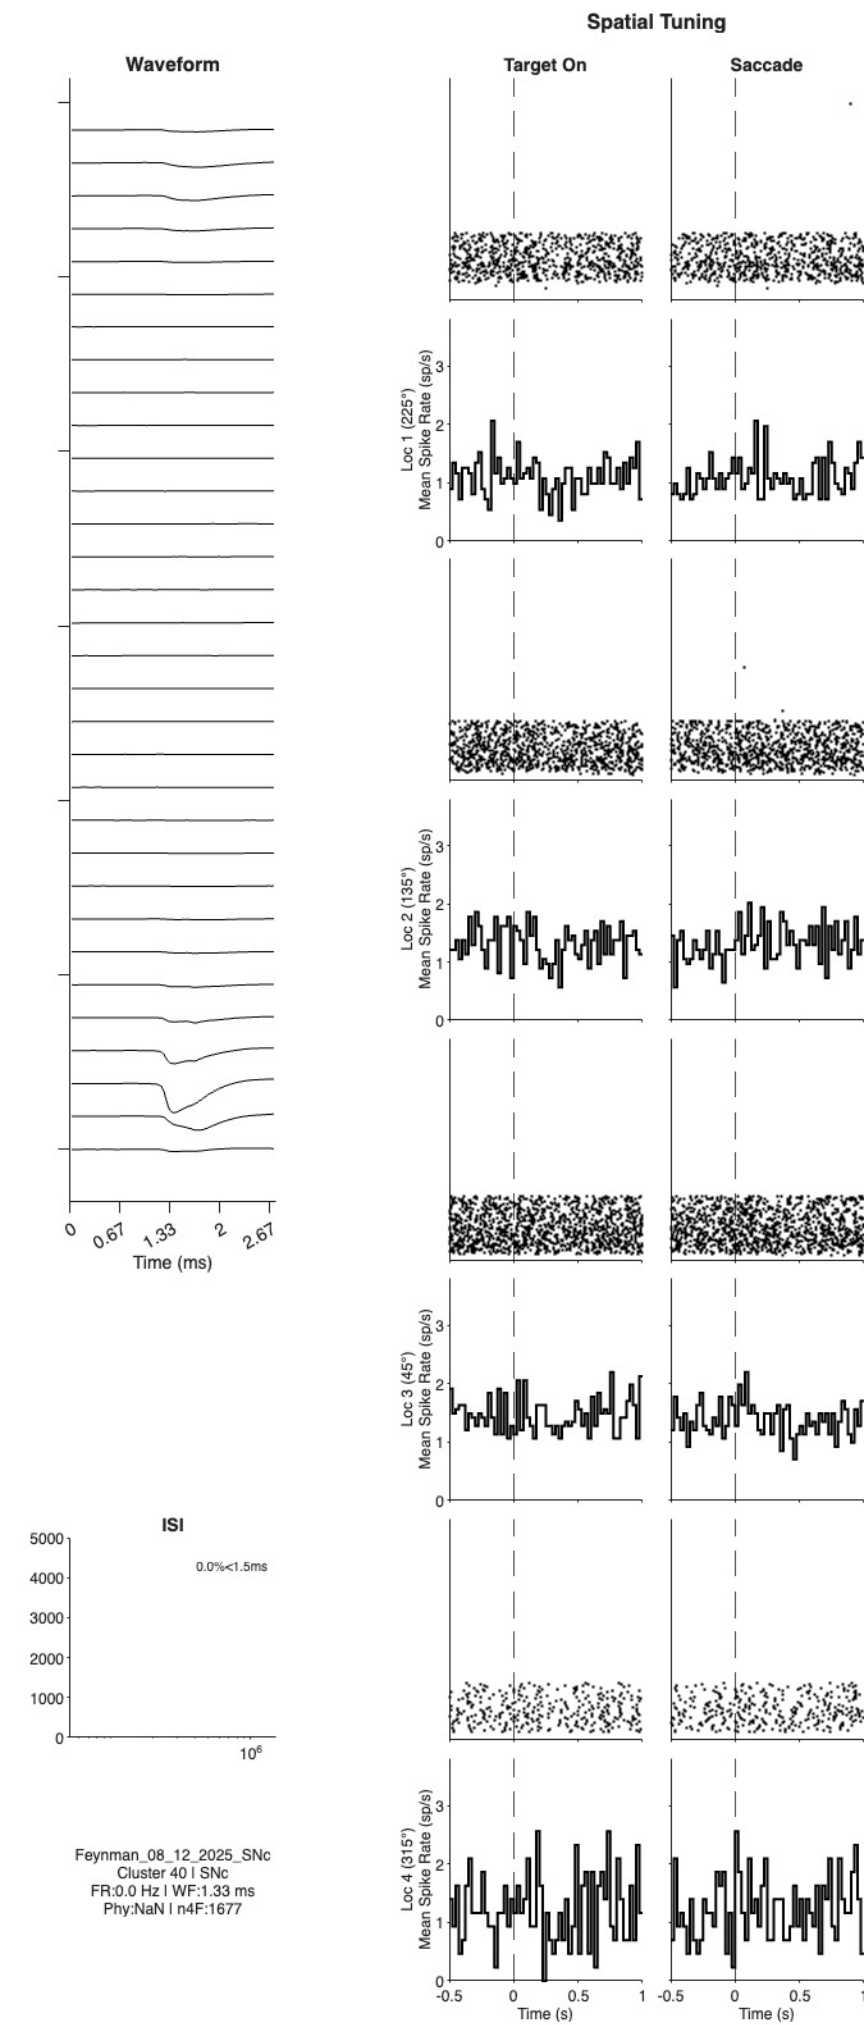 Spatial Tuning
Waveform
Target On
Saccade
0
0.67
1.33
2
2.67
Time (ms)
Loc 1 (225°)
Mean Spike Rate (sp/s)
3
2
1
0
Loc 2 (135°)
Mean Spike Rate (sp/s)
3
2
1
0
Loc 3 (45°)
Mean Spike Rate (sp/s)
3
2
1
0
ISI
5000
4000
3000
2000
1000
0
0.0%<1.5ms
10⁶
Feynman_08_12_2025_SNc
Cluster 40 | SNc
FR:0.0 Hz | WF:1.33 ms
Phy:NaN | n4F:1677
Loc 4 (315°)
Mean Spike Rate (sp/s)
3
2
1
0
-0.5 0 0.5 1
Time (s)
-0.5 0 0.5 1
Time (s)